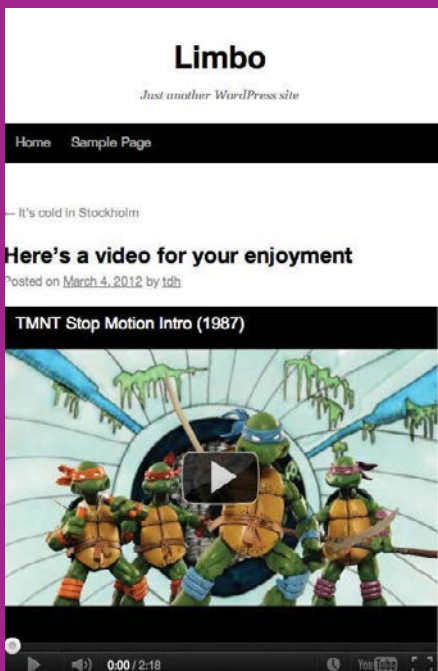 Limbo
Just another WordPress site
Home Sample Page
← It's cold in Stockholm
Here's a video for your enjoyment
Posted on March 4, 2012 by tdh
TMNT Stop Motion Intro (1987)
0:00 / 2:18 YouTube